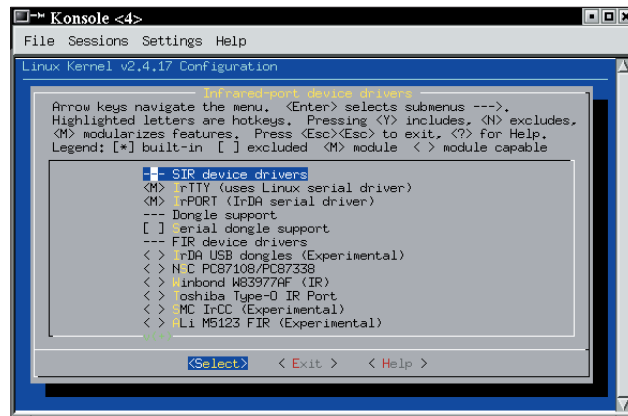 Konsole <4>
File Sessions Settings Help
Linux Kernel v2.4.17 Configuration
Infrared-port device drivers
Arrow keys navigate the menu. <Enter> selects submenus --->.
Highlighted letters are hotkeys. Pressing <Y> includes, <N> excludes,
<M> modularizes features. Press <Esc><Esc> to exit, <?> for Help.
Legend: [*] built-in [ ] excluded <M> module < > module capable
--- SIR device drivers
<M> IrTTY (uses Linux serial driver)
<M> IrPORT (IrDA serial driver)
--- Dongle support
[ ] Serial dongle support
--- FIR device drivers
< > IrDA USB dongles (Experimental)
< > NSC PC87108/PC87338
< > Winbond W83977AF (IR)
< > Toshiba Type-O IR Port
< > SMC IrCC (Experimental)
< > ALi M5123 FIR (Experimental)
<Select> < Exit > < Help >